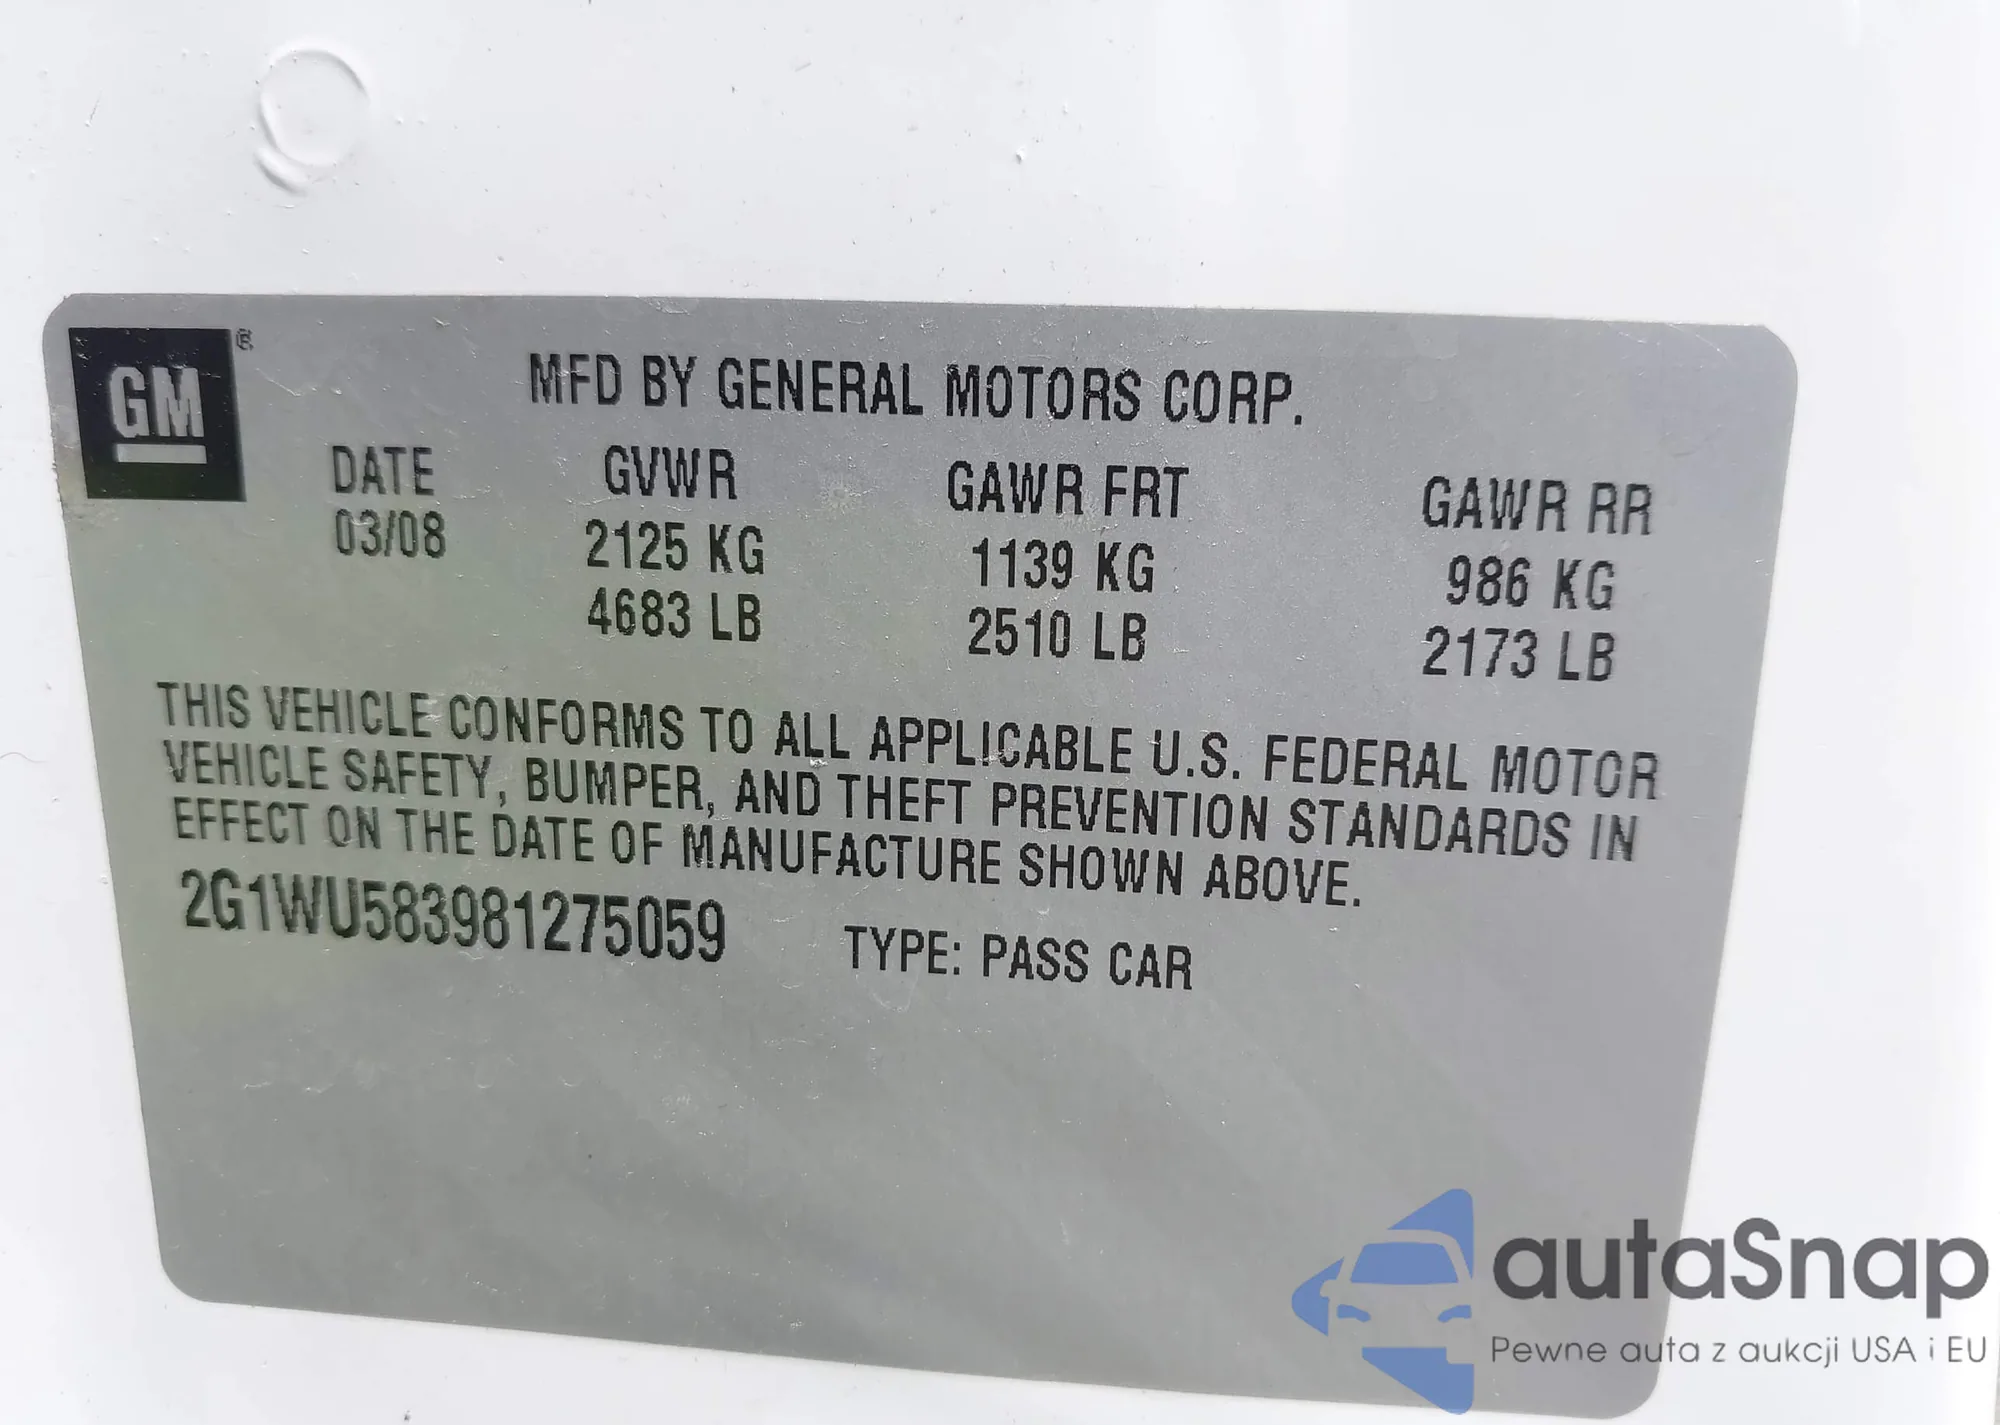 GM ®
MFD BY GENERAL MOTORS CORP.
DATE GVWR GAWR FRT GAWR RR
03/08 2125 KG 1139 KG 986 KG
4683 LB 2510 LB 2173 LB
THIS VEHICLE CONFORMS TO ALL APPLICABLE U.S. FEDERAL MOTOR
VEHICLE SAFETY, BUMPER, AND THEFT PREVENTION STANDARDS IN
EFFECT ON THE DATE OF MANUFACTURE SHOWN ABOVE.
2G1WU583981275059 TYPE: PASS CAR
autaSnap
Pewne auta z aukcji USA i EU